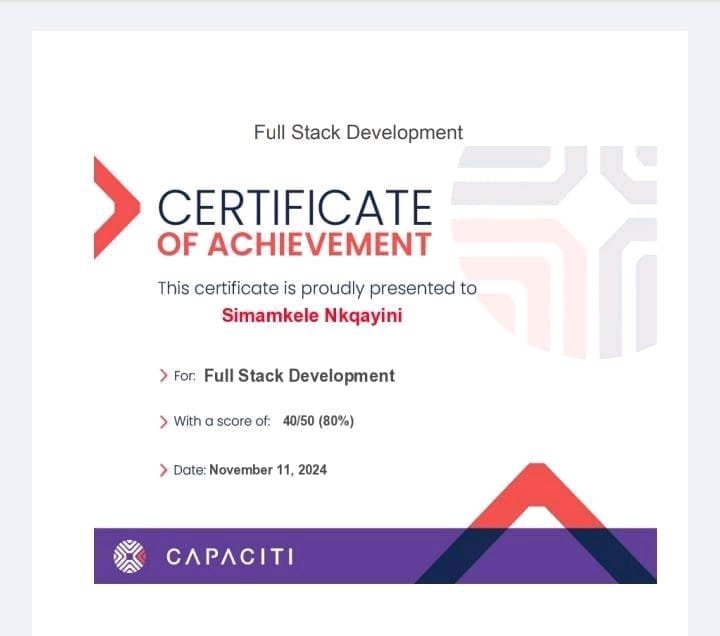 Full Stack Development
CERTIFICATE
OF ACHIEVEMENT
This certificate is proudly presented to
Simamkele Nkqayini
For: Full Stack Development
With a score of: 40/50 (80%)
Date: November 11, 2024
CAPACITI